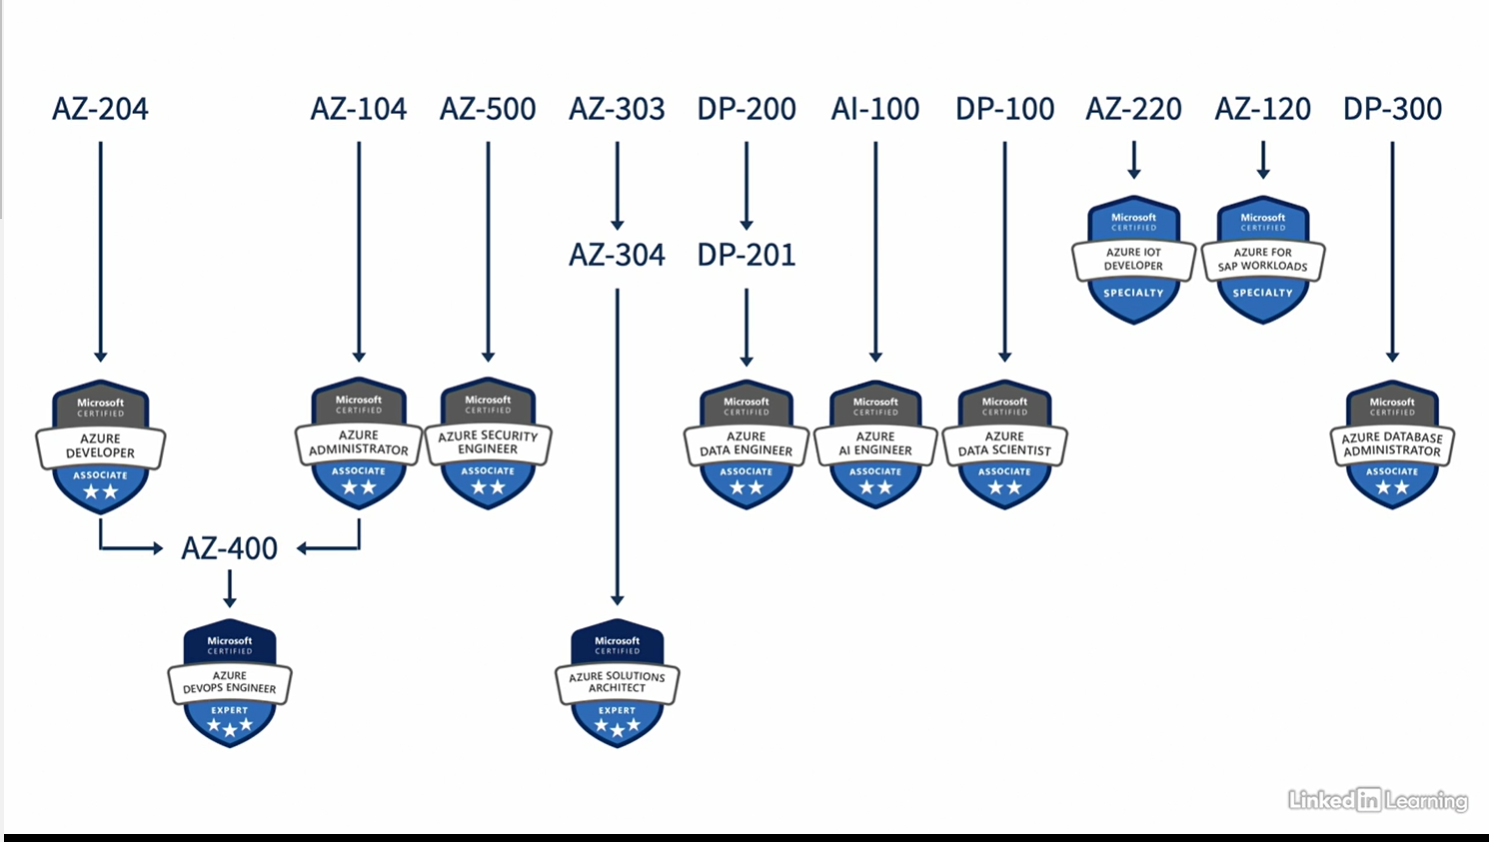 AZ-204
AZ-104
AZ-500
AZ-303
DP-200
AI-100
DP-100
AZ-220
AZ-120
DP-300
AZ-304
DP-201
Microsoft
CERTIFIED
AZURE IOT
DEVELOPER
SPECIALTY
Microsoft
CERTIFIED
AZURE FOR
SAP WORKLOADS
SPECIALTY
Microsoft
CERTIFIED
AZURE
DEVELOPER
ASSOCIATE
Microsoft
CERTIFIED
AZURE
ADMINISTRATOR
ASSOCIATE
Microsoft
CERTIFIED
AZURE SECURITY
ENGINEER
ASSOCIATE
Microsoft
CERTIFIED
AZURE
DATA ENGINEER
ASSOCIATE
Microsoft
CERTIFIED
AZURE
AI ENGINEER
ASSOCIATE
Microsoft
CERTIFIED
AZURE
DATA SCIENTIST
ASSOCIATE
Microsoft
CERTIFIED
AZURE DATABASE
ADMINISTRATOR
ASSOCIATE
AZ-400
Microsoft
CERTIFIED
AZURE
DEVOPS ENGINEER
EXPERT
Microsoft
CERTIFIED
AZURE SOLUTIONS
ARCHITECT
EXPERT
Linked in Learning